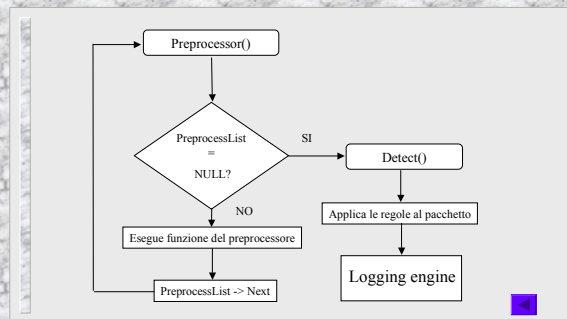 Preprocessor()
PreprocessList
=
NULL?
SI
Detect()
NO
Applica le regole al pacchetto
Esegue funzione del preprocessore
Logging engine
PreprocessList -> Next